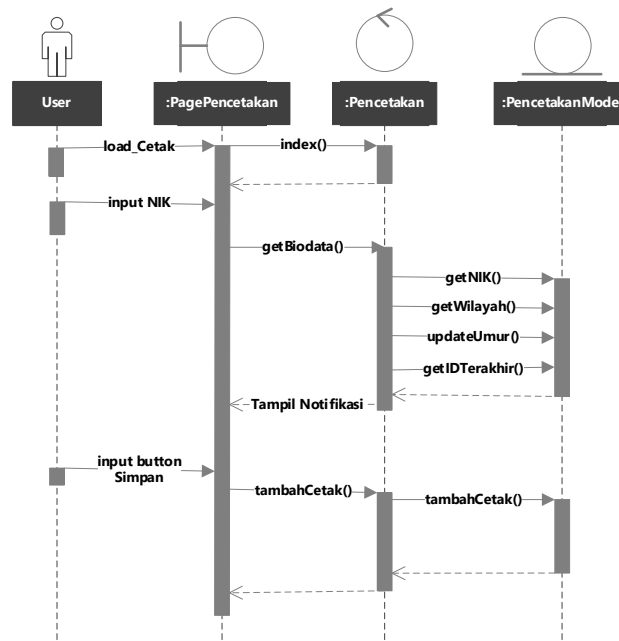 User
:PagePencetakan
:Pencetakan
:PencetakanMode
load_Cetak
index()
input NIK
getBiodata()
getNIK()
getWilayah()
updateUmur()
getIDTerakhir()
Tampil Notifikasi
input button
Simpan
tambahCetak()
tambahCetak()